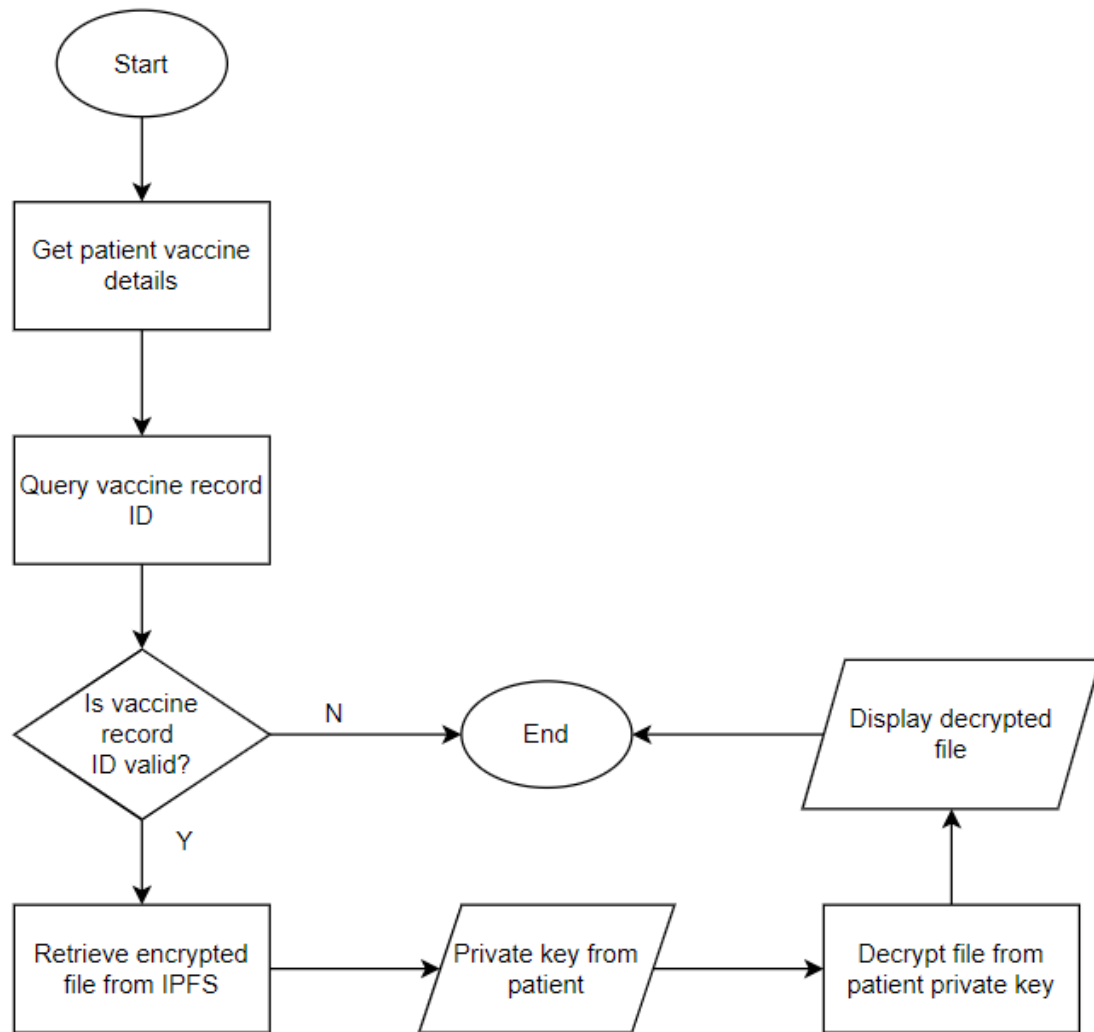 Start
Get patient vaccine
details
Query vaccine record
ID
Is vaccine
record
ID valid?
N
End
Display decrypted
file
Y
Retrieve encrypted
file from IPFS
Private key from
patient
Decrypt file from
patient private key